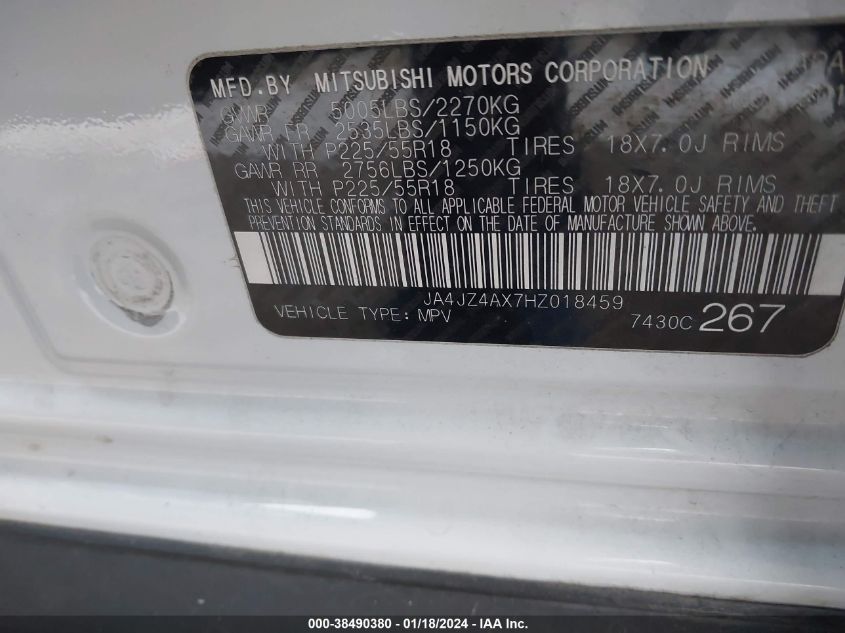 MFD.BY MITSUBISHI MOTORS CORPORATION
GVWR 5005LBS/2270KG
GAWR FR 2535LBS/1150KG
WITH P225/55R18 TIRES 18X7.0J RIMS
GAWR RR 2756LBS/1250KG
WITH P225/55R18 TIRES 18X7.0J RIMS
THIS VEHICLE CONFORMS TO ALL APPLICABLE FEDERAL MOTOR VEHICLE SAFETY AND THEFT
PREVENTION STANDARDS IN EFFECT ON THE DATE OF MANUFACTURE SHOWN ABOVE.
JA4JZ4AX7HZ018459
VEHICLE TYPE: MPV 7430C 267
000-38490380 - 01/18/2024 - IAA Inc.